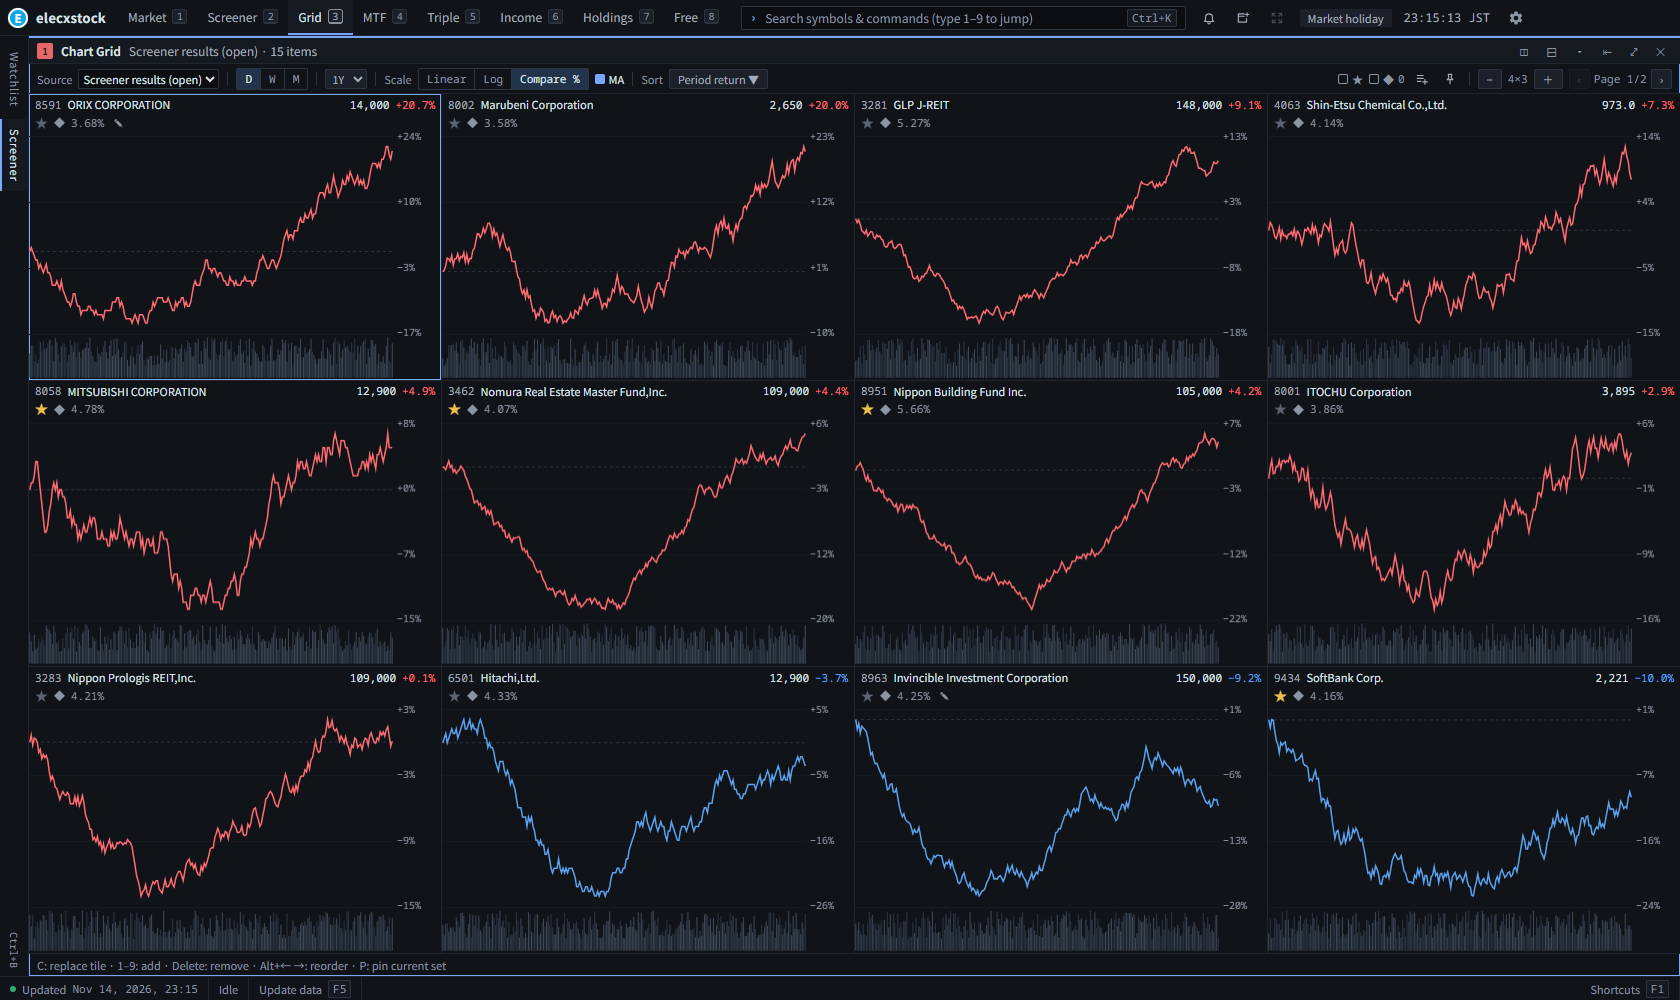 E elecxstock Market 1 Screener 2 Grid 3 MTF 4 Triple 5 Income 6 Holdings 7 Free 8 › Search symbols & commands (type 1–9 to jump) Ctrl+K Market holiday 23:15:13 JST
Watchlist
Screener
Ctrl+B
1 Chart Grid Screener results (open) · 15 items
Source Screener results (open) D W M 1Y Scale Linear Log Compare % MA Sort Period return ▼ ★ ◆ 0 − 4×3 + ‹ Page 1/2 ›
8591 ORIX CORPORATION 14,000 +20.7%
★ ◆ 3.68%
+24%
+10%
−3%
−17%
8002 Marubeni Corporation 2,650 +20.0%
★ ◆ 3.58%
+23%
+12%
+1%
−10%
3281 GLP J-REIT 148,000 +9.1%
★ ◆ 5.27%
+13%
+3%
−8%
−18%
4063 Shin-Etsu Chemical Co.,Ltd. 973.0 +7.3%
★ ◆ 4.14%
+14%
+4%
−5%
−15%
8058 MITSUBISHI CORPORATION 12,900 +4.9%
★ ◆ 4.78%
+8%
+0%
−7%
−15%
3462 Nomura Real Estate Master Fund,Inc. 109,000 +4.4%
★ ◆ 4.07%
+6%
−3%
−12%
−20%
8951 Nippon Building Fund Inc. 105,000 +4.2%
★ ◆ 5.66%
+7%
−3%
−12%
−22%
8001 ITOCHU Corporation 3,895 +2.9%
★ ◆ 3.86%
+6%
−1%
−9%
−16%
3283 Nippon Prologis REIT,Inc. 109,000 +0.1%
★ ◆ 4.21%
+3%
−3%
−9%
−15%
6501 Hitachi,Ltd. 12,900 −3.7%
★ ◆ 4.33%
+5%
−5%
−16%
−26%
8963 Invincible Investment Corporation 150,000 −9.2%
★ ◆ 4.25%
+1%
−6%
−13%
−20%
9434 SoftBank Corp. 2,221 −10.0%
★ ◆ 4.16%
+1%
−7%
−16%
−24%
C: replace tile · 1–9: add · Delete: remove · Alt+←→: reorder · P: pin current set
Updated Nov 14, 2026, 23:15 Idle Update data F5 Shortcuts F1